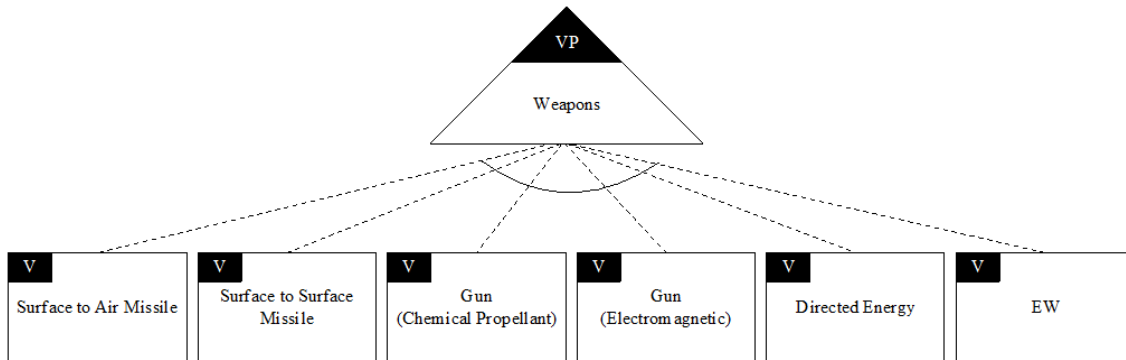 VP
Weapons
V
Surface to Air Missile
V
Surface to Surface
Missile
V
Gun
(Chemical Propellant)
V
Gun
(Electromagnetic)
V
Directed Energy
V
EW